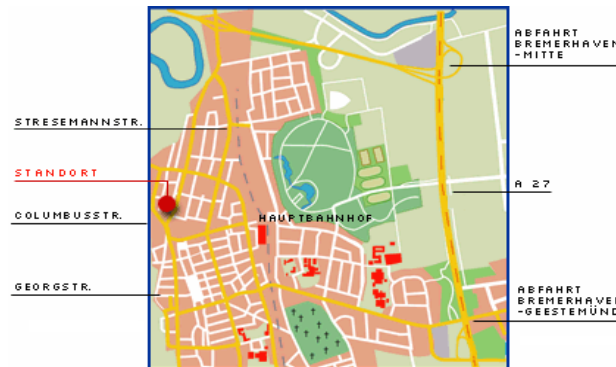 ABFAHRT
BREMERHAVEN
-MITTE
STRESEMANNSTR.
STANDORT
A 27
COLUMBUSSTR.
HAUPTBAHNHOF
GEORGSTR.
ABFAHRT
BREMERHAVEN
-GEESTEMÜND